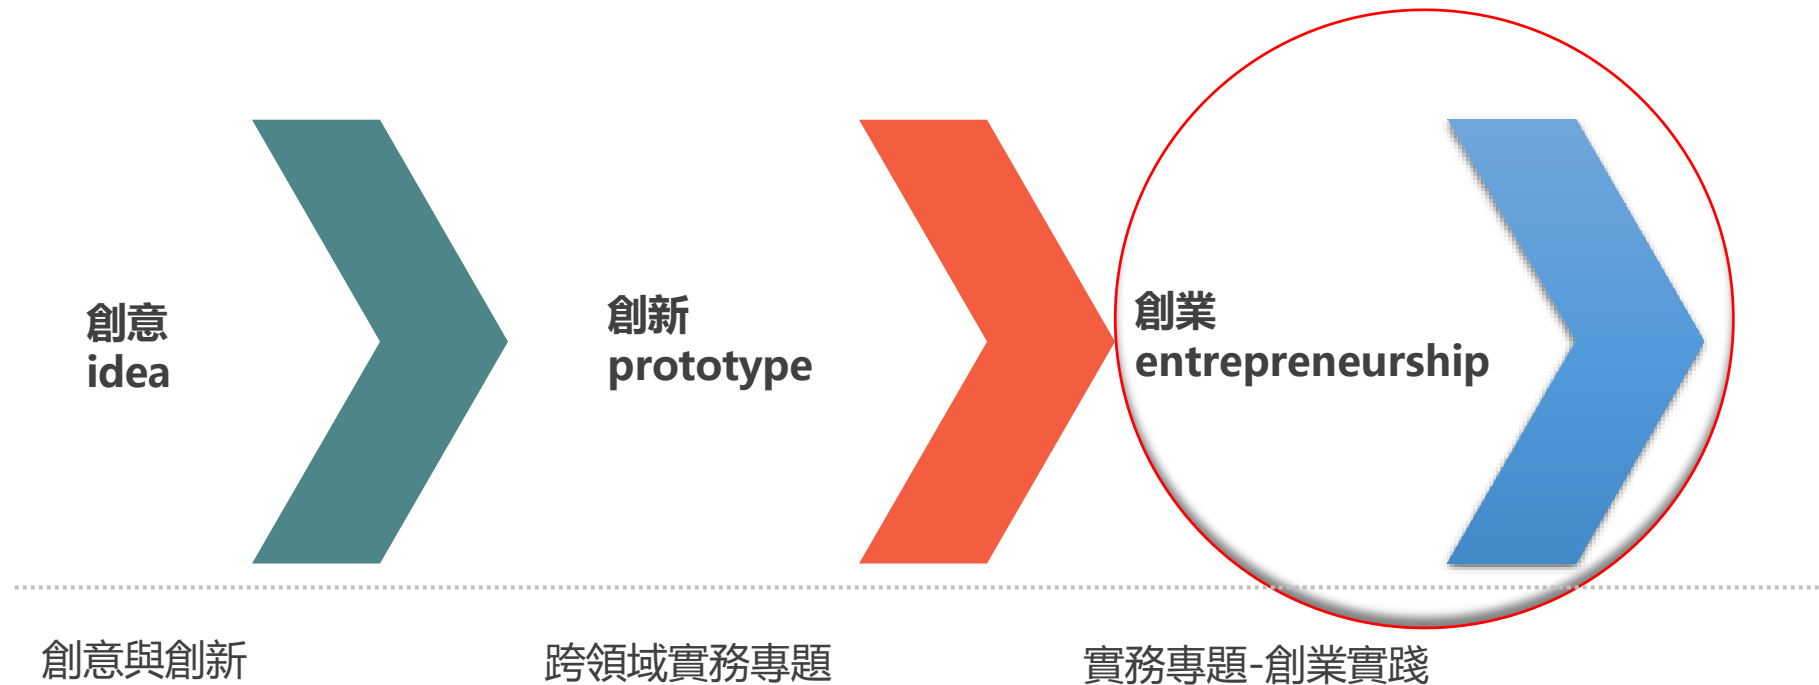 創意
idea
創新
prototype
創業
entrepreneurship
創意與創新
跨領域實務專題
實務專題-創業實踐